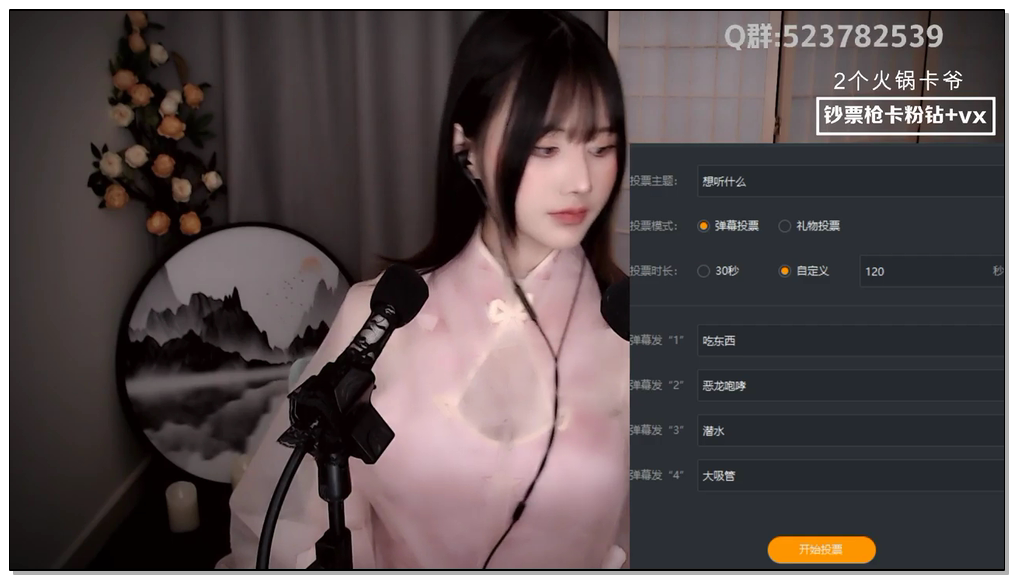 Q群:523782539
2个火锅卡爷
钞票枪卡粉钻+vx
投票主题：
想听什么
投票模式：
弹幕投票
礼物投票
投票时长：
30秒
自定义
120
秒
弹幕发 “1”
吃东西
弹幕发 “2”
恶龙咆哮
弹幕发 “3”
潜水
弹幕发 “4”
大吸管
开始投票